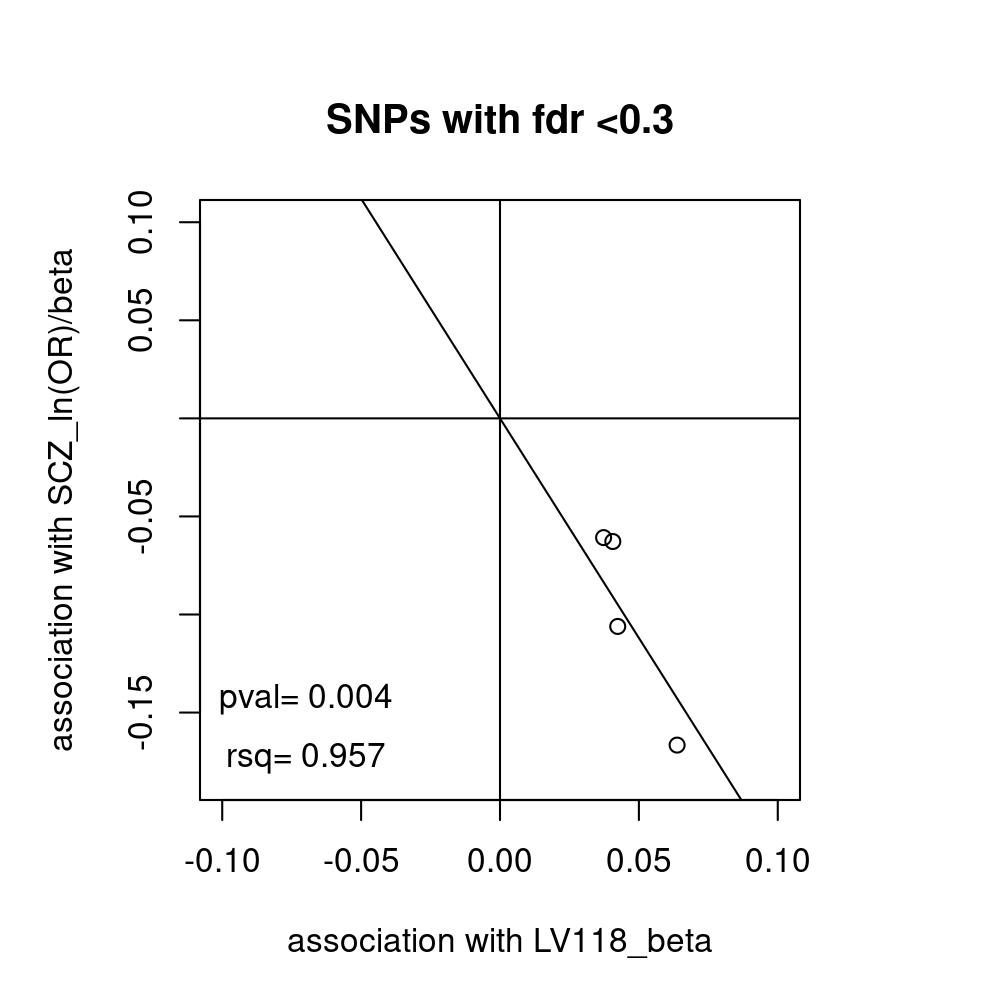 SNPs with fdr <0.3
association with SCZ_ln(OR)/beta
0.10
0.05
-0.05
-0.15
pval= 0.004
rsq= 0.957
-0.10 -0.05 0.00 0.05 0.10
association with LV118_beta